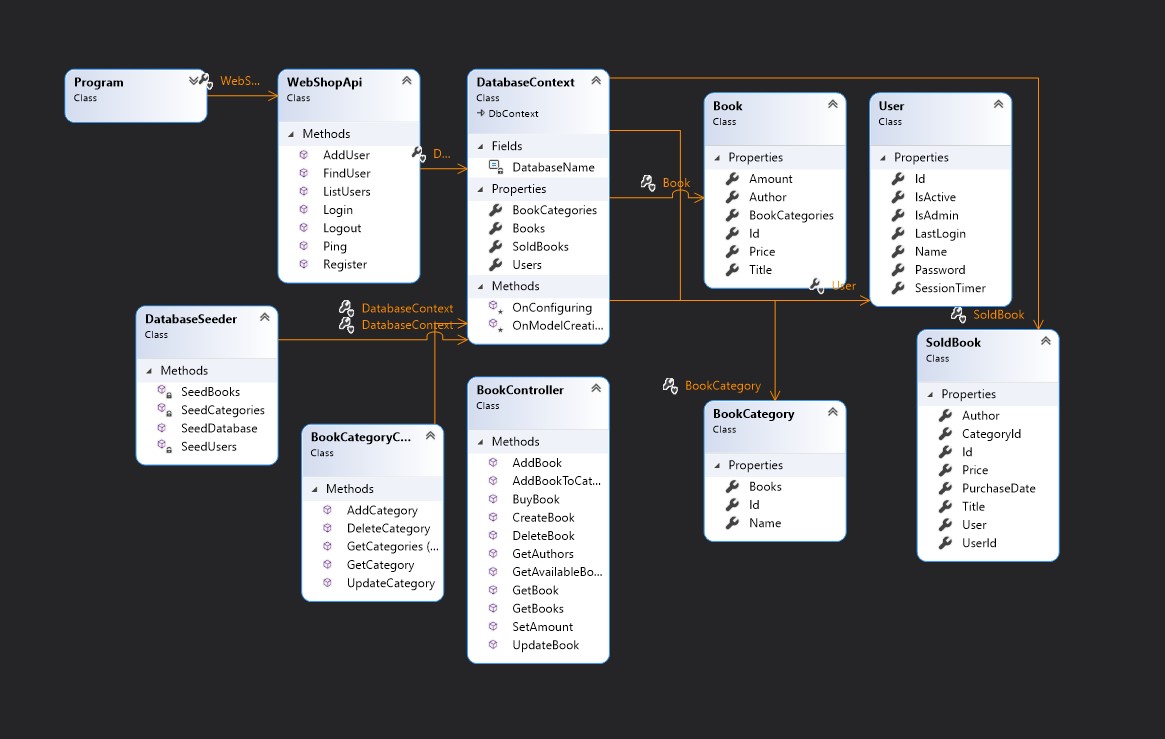 Program
Class
WebS...
WebShopApi
Class
Methods
AddUser
FindUser
ListUsers
Login
Logout
Ping
Register
D...
DatabaseContext
Class
DbContext
Fields
DatabaseName
Properties
BookCategories
Books
SoldBooks
Users
Methods
OnConfiguring
OnModelCreati...
Book
Book
Class
Properties
Amount
Author
BookCategories
Id
Price
Title
User
User
Class
Properties
Id
IsActive
IsAdmin
LastLogin
Name
Password
SessionTimer
DatabaseContext
DatabaseContext
DatabaseSeeder
Class
Methods
SeedBooks
SeedCategories
SeedDatabase
SeedUsers
BookCategoryC...
Class
Methods
AddCategory
DeleteCategory
GetCategories (...
GetCategory
UpdateCategory
BookController
Class
Methods
AddBook
AddBookToCat...
BuyBook
CreateBook
DeleteBook
GetAuthors
GetAvailableBo...
GetBook
GetBooks
SetAmount
UpdateBook
BookCategory
BookCategory
Class
Properties
Books
Id
Name
SoldBook
SoldBook
Class
Properties
Author
CategoryId
Id
Price
PurchaseDate
Title
User
UserId